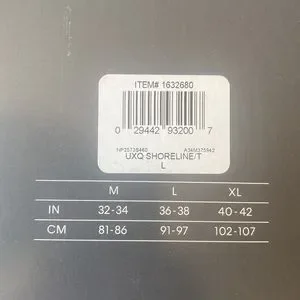 ITEM# 1632680
0 29442 93200 7
UXQ SHORELINE/T
L
M L XL
IN 32-34 36-38 40-42
CM 81-86 91-97 102-107